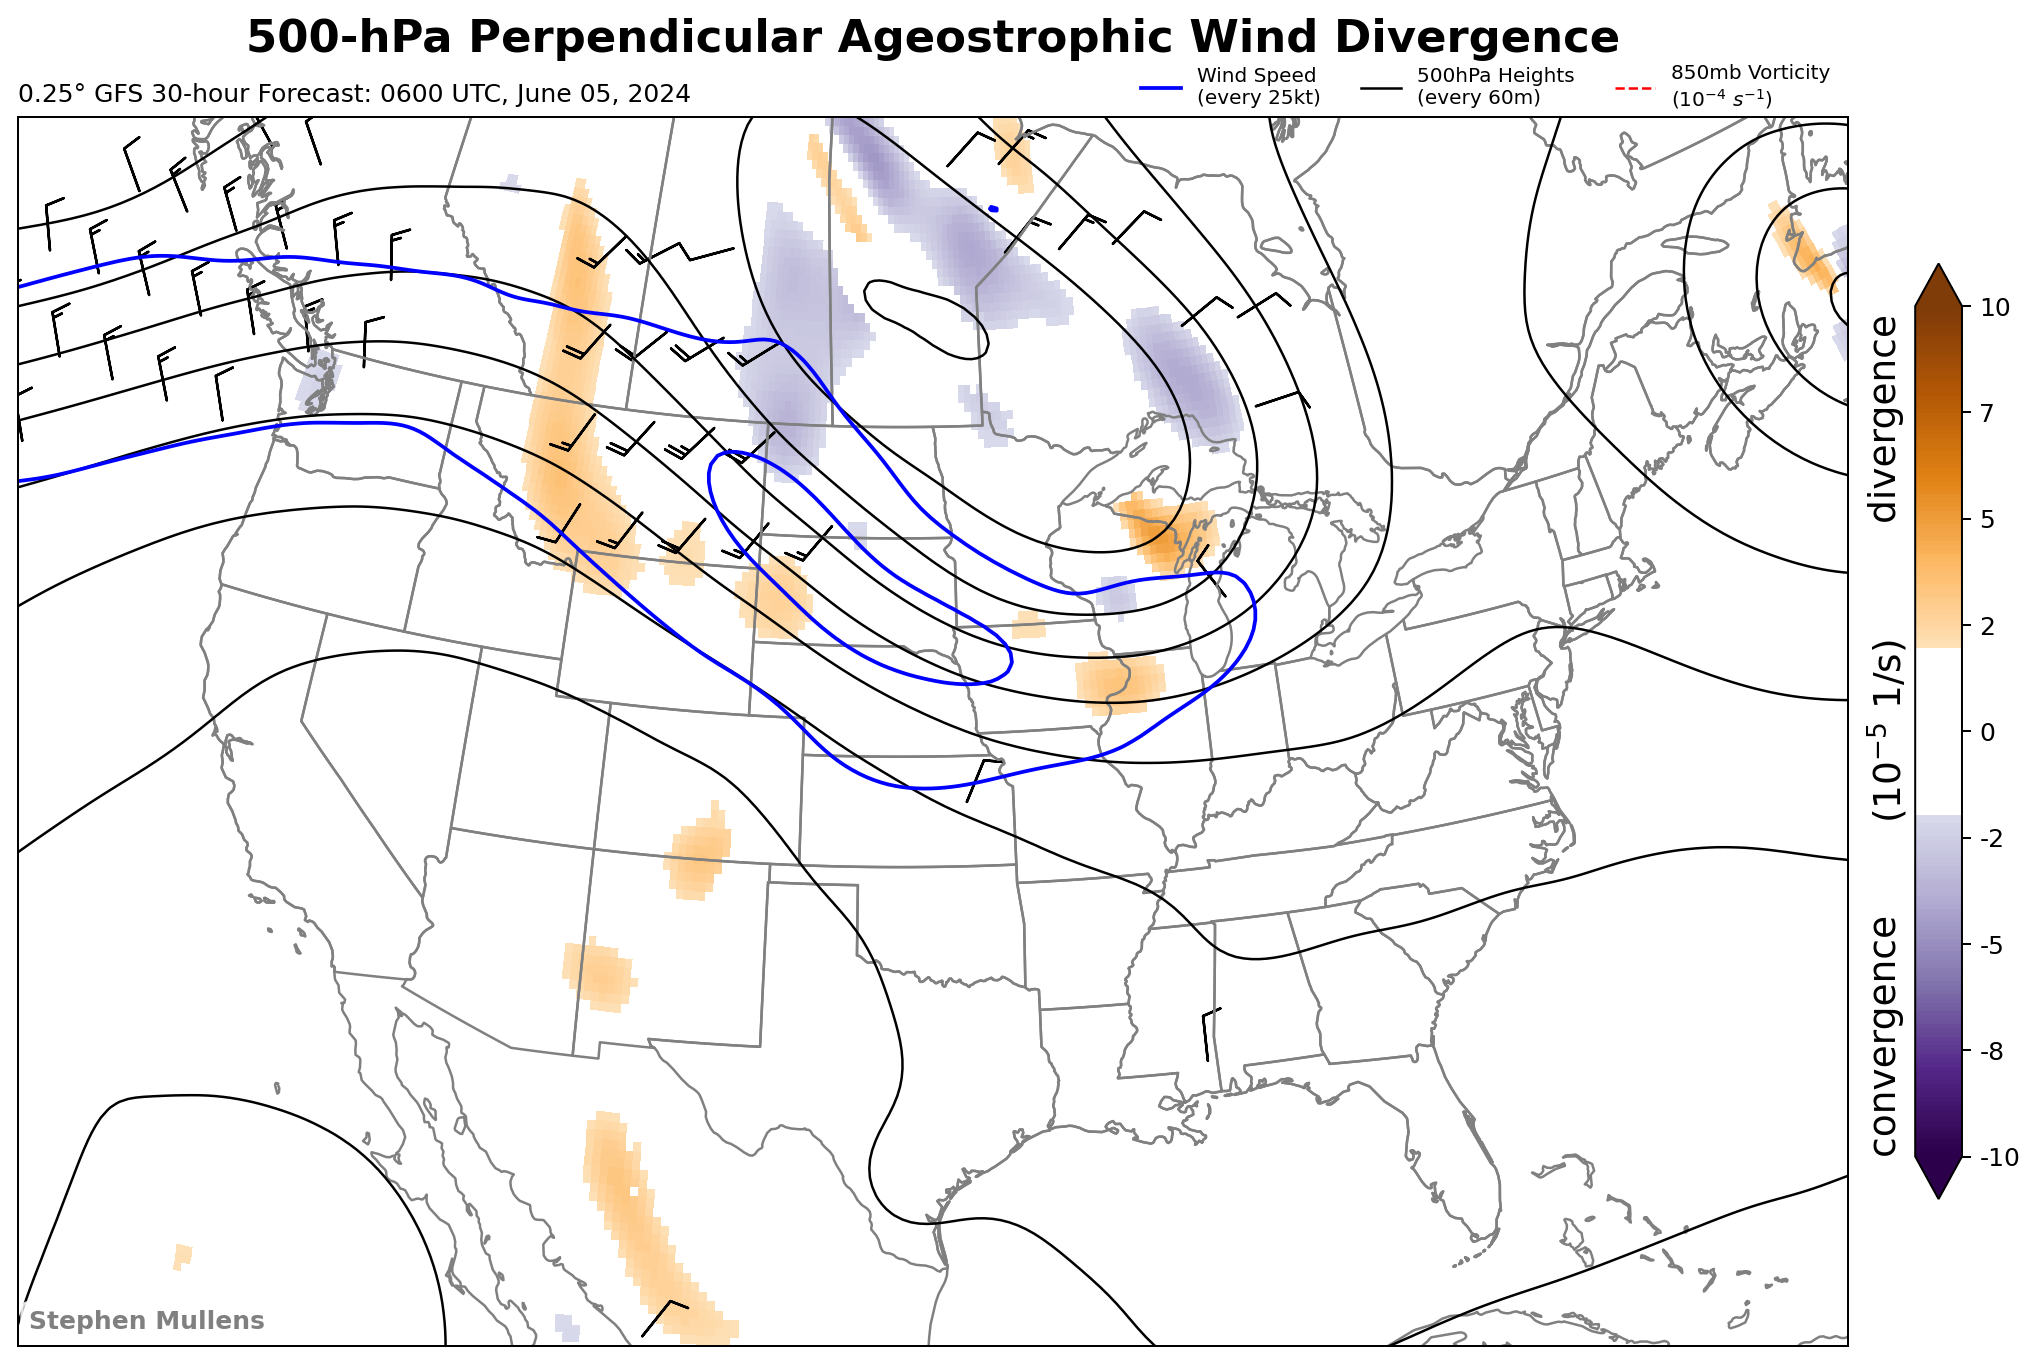 500-hPa Perpendicular Ageostrophic Wind Divergence
0.25° GFS 30-hour Forecast: 0600 UTC, June 05, 2024
Wind Speed
(every 25kt)
500hPa Heights
(every 60m)
850mb Vorticity
(10⁻⁴ s⁻¹)
10
7
5
2
0
-2
-5
-8
-10
convergence (10⁻⁵ 1/s) divergence
Stephen Mullens